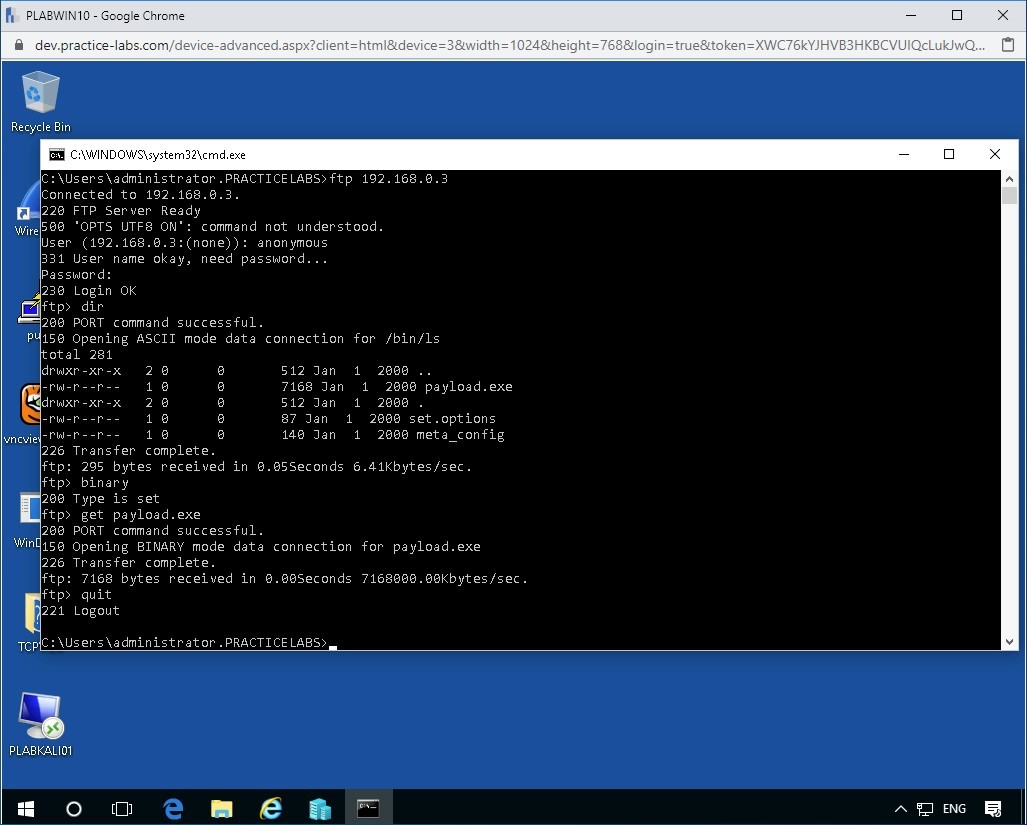 PLABWIN10 - Google Chrome
dev.practice-labs.com/device-advanced.aspx?client=html&device=3&width=1024&height=768&login=true&token=XWC76kYJHVB3HKBCVUIQcLukJwQ...
Recycle Bin
C:\WINDOWS\system32\cmd.exe
C:\Users\administrator.PRACTICELABS>ftp 192.168.0.3
Connected to 192.168.0.3.
220 FTP Server Ready
Wire
500 'OPTS UTF8 ON': command not understood.
User (192.168.0.3:(none)): anonymous
331 User name okay, need password...
Password:
230 Login OK
ftp> dir
200 PORT command successful.
pu
150 Opening ASCII mode data connection for /bin/ls
total 281
drwxr-xr-x   2 0      0       512 Jan  1  2000 ..
-rw-r--r--   1 0      0       7168 Jan  1  2000 payload.exe
drwxr-xr-x   2 0      0       512 Jan  1  2000 .
-rw-r--r--   1 0      0       87 Jan  1  2000 set.options
vncview
-rw-r--r--   1 0      0       140 Jan  1  2000 meta_config
226 Transfer complete.
ftp: 295 bytes received in 0.05Seconds 6.41Kbytes/sec.
ftp> binary
200 Type is set
ftp> get payload.exe
200 PORT command successful.
WinD
150 Opening BINARY mode data connection for payload.exe
226 Transfer complete.
ftp: 7168 bytes received in 0.00Seconds 7168000.00Kbytes/sec.
ftp> quit
221 Logout
TCPV
C:\Users\administrator.PRACTICELABS>
PLABKALI01
ENG